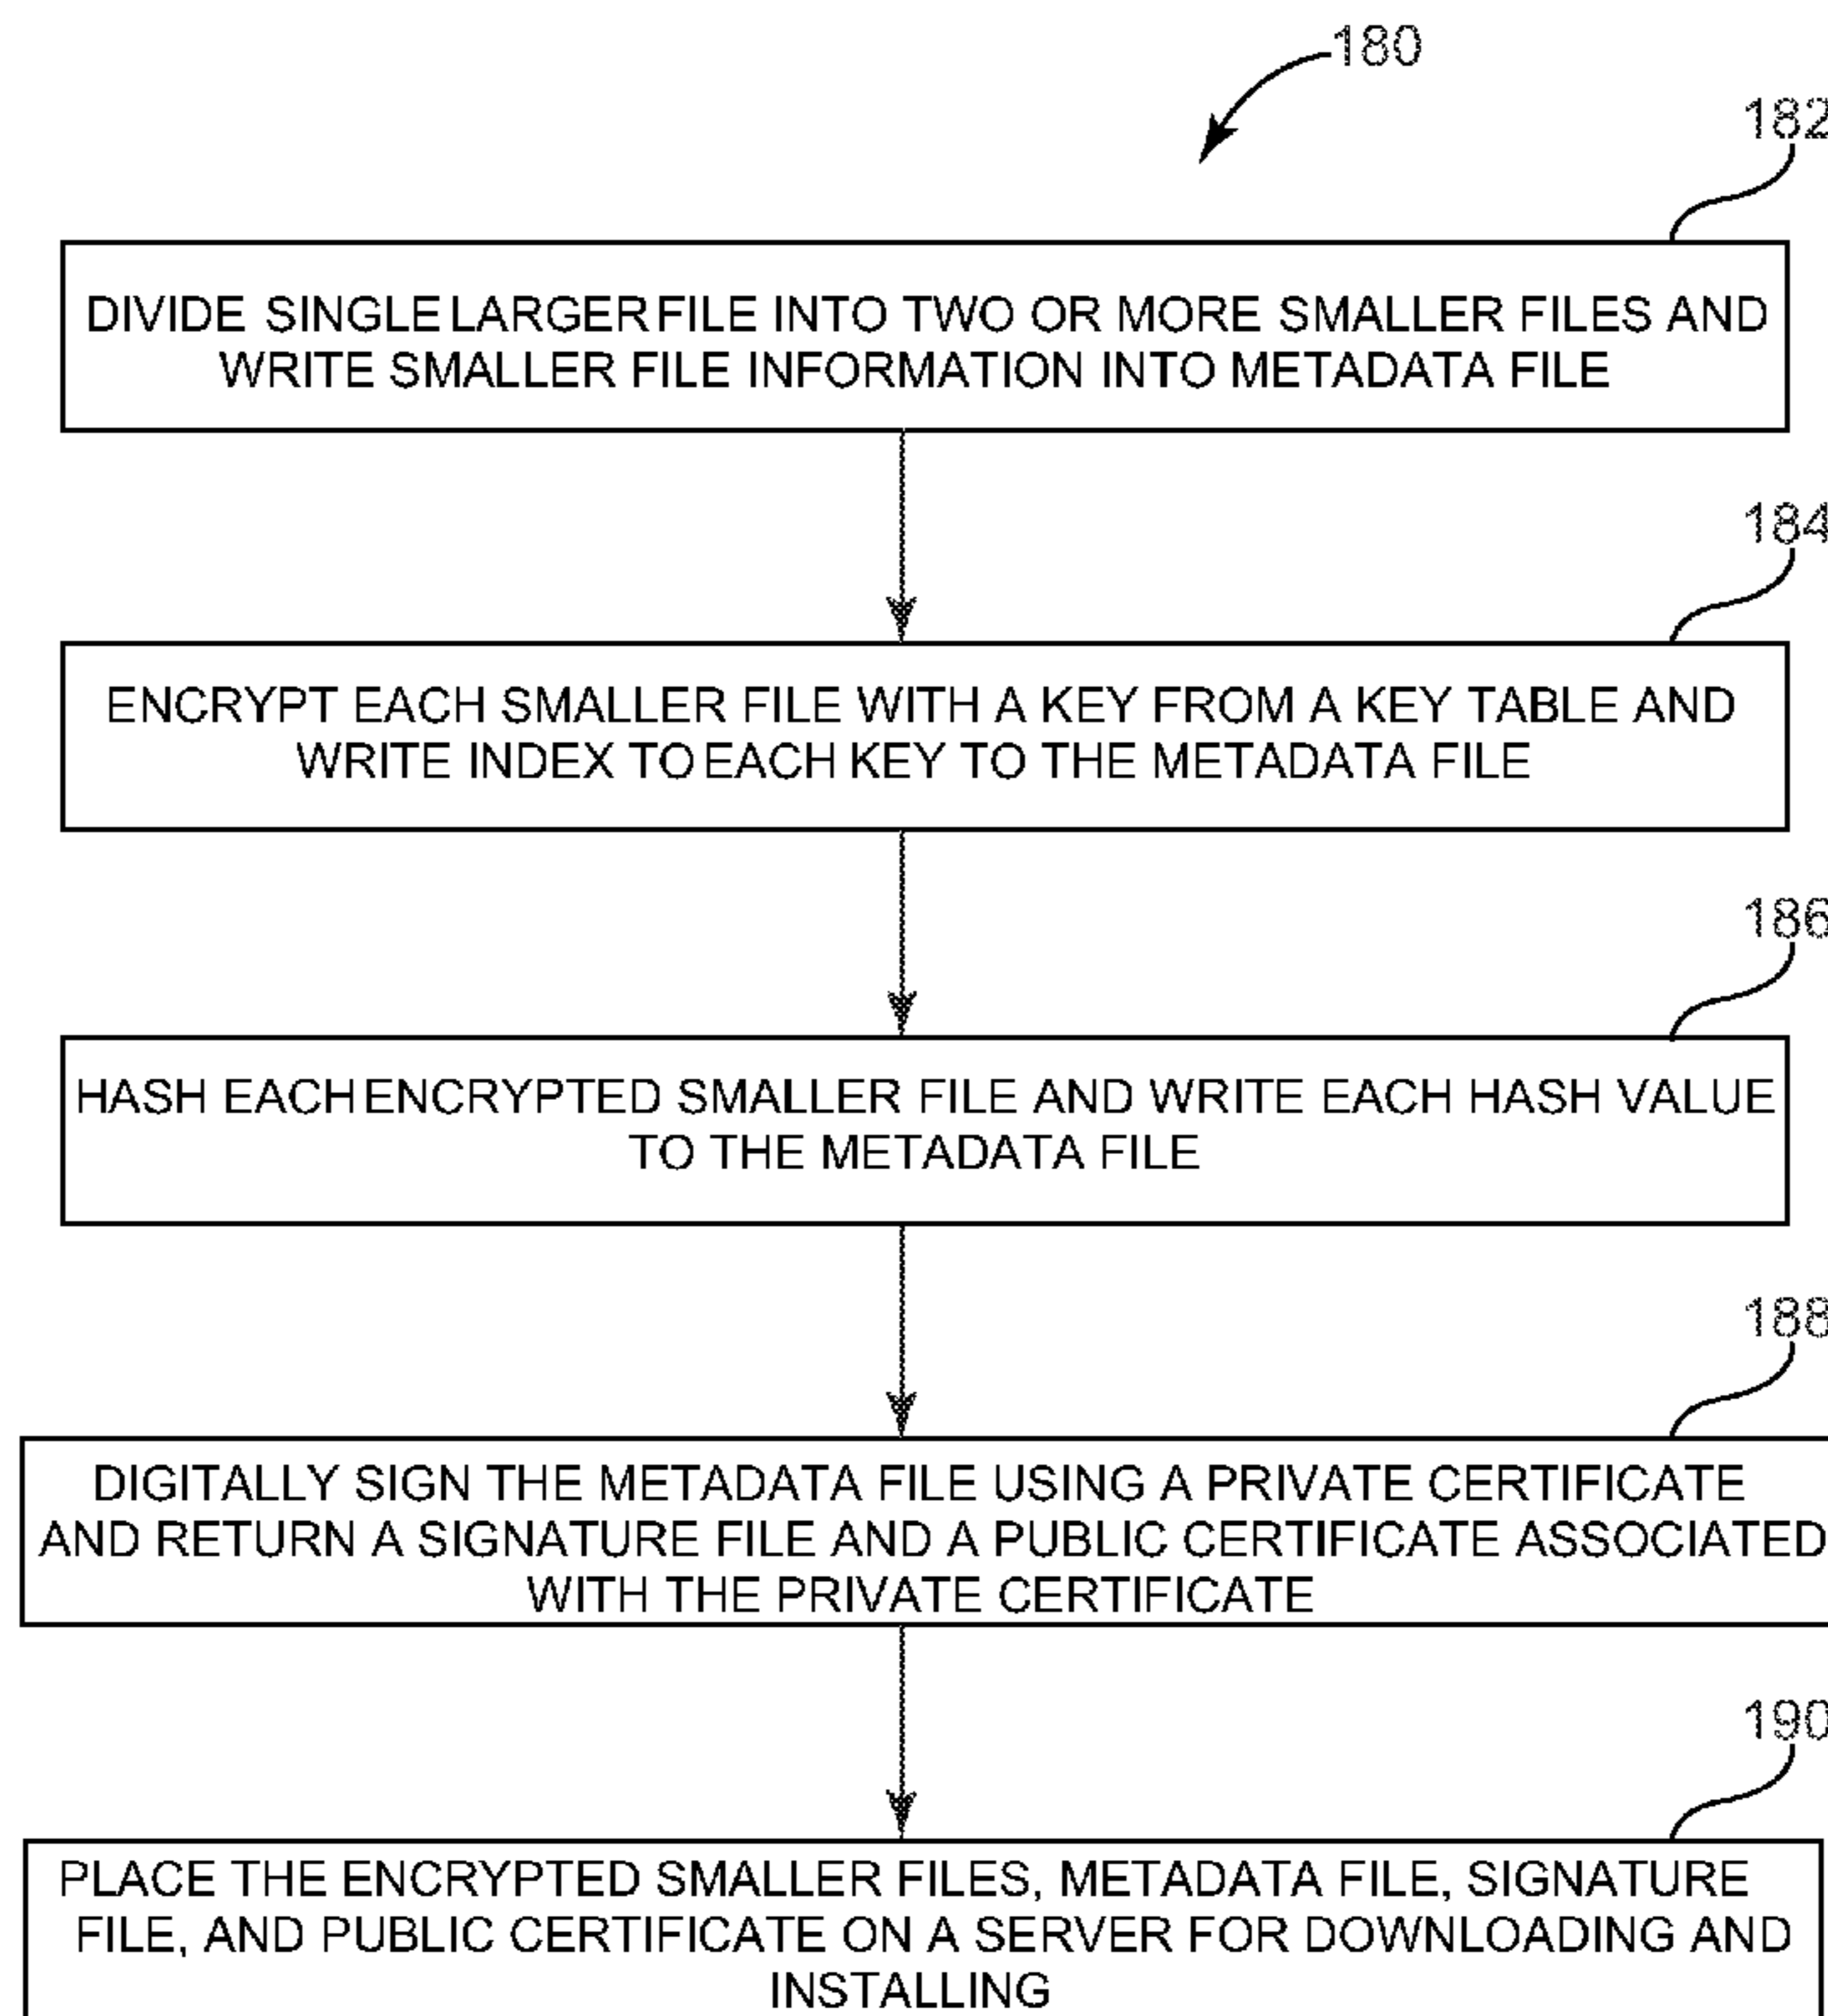 180
182
DIVIDE SINGLE LARGER FILE INTO TWO OR MORE SMALLER FILES AND
WRITE SMALLER FILE INFORMATION INTO METADATA FILE
184
ENCRYPT EACH SMALLER FILE WITH A KEY FROM A KEY TABLE AND
WRITE INDEX TO EACH KEY TO THE METADATA FILE
186
HASH EACH ENCRYPTED SMALLER FILE AND WRITE EACH HASH VALUE
TO THE METADATA FILE
188
DIGITALLY SIGN THE METADATA FILE USING A PRIVATE CERTIFICATE
AND RETURN A SIGNATURE FILE AND A PUBLIC CERTIFICATE ASSOCIATED
WITH THE PRIVATE CERTIFICATE
190
PLACE THE ENCRYPTED SMALLER FILES, METADATA FILE, SIGNATURE
FILE, AND PUBLIC CERTIFICATE ON A SERVER FOR DOWNLOADING AND
INSTALLING